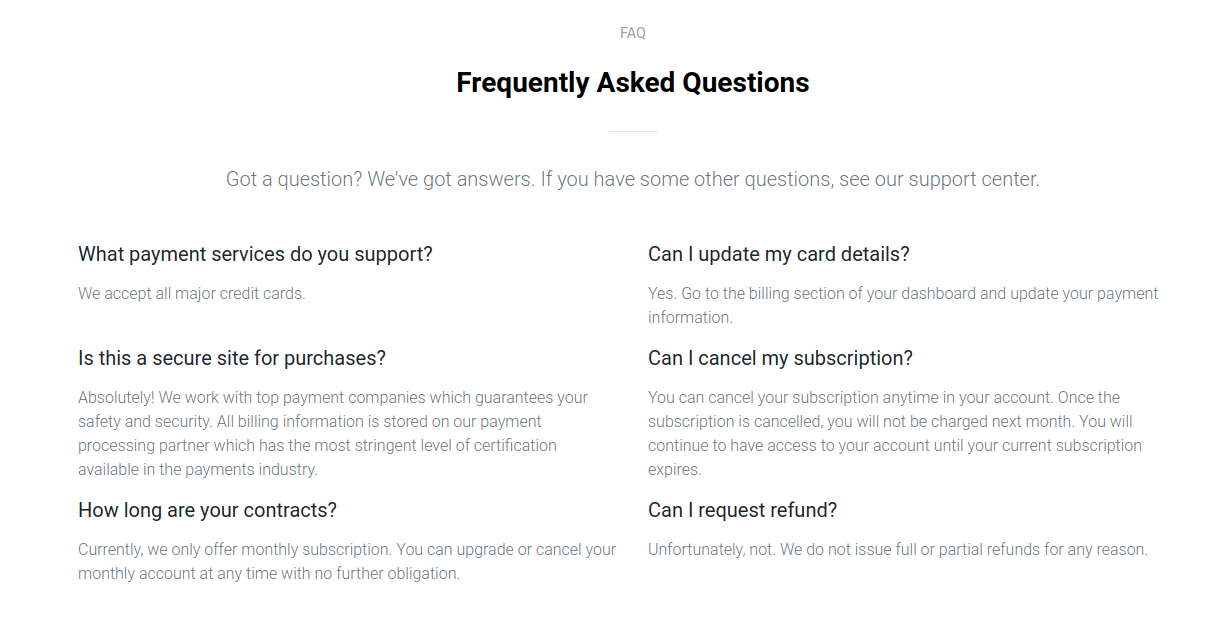 FAQ
Frequently Asked Questions
Got a question? We've got answers. If you have some other questions, see our support center.
What payment services do you support?
We accept all major credit cards.
Can I update my card details?
Yes. Go to the billing section of your dashboard and update your payment
information.
Is this a secure site for purchases?
Absolutely! We work with top payment companies which guarantees your
safety and security. All billing information is stored on our payment
processing partner which has the most stringent level of certification
available in the payments industry.
Can I cancel my subscription?
You can cancel your subscription anytime in your account. Once the
subscription is cancelled, you will not be charged next month. You will
continue to have access to your account until your current subscription
expires.
How long are your contracts?
Currently, we only offer monthly subscription. You can upgrade or cancel your
monthly account at any time with no further obligation.
Can I request refund?
Unfortunately, not. We do not issue full or partial refunds for any reason.